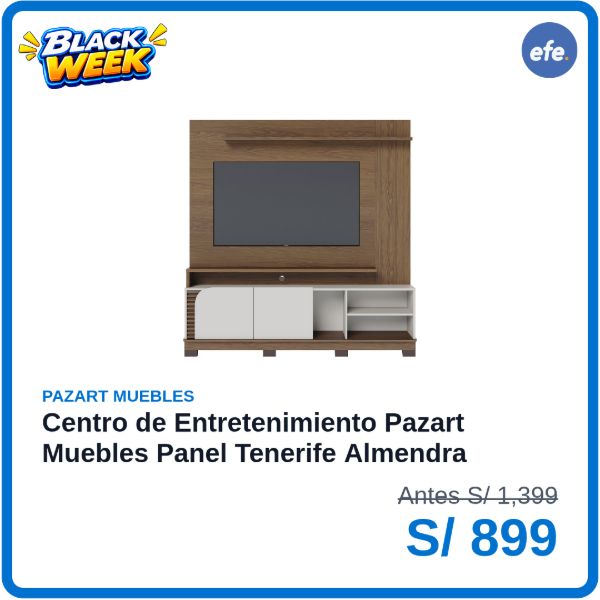 BLACK
WEEK
efe.
PAZART MUEBLES
Centro de Entretenimiento Pazart
Muebles Panel Tenerife Almendra
Antes S/ 1,399
S/ 899